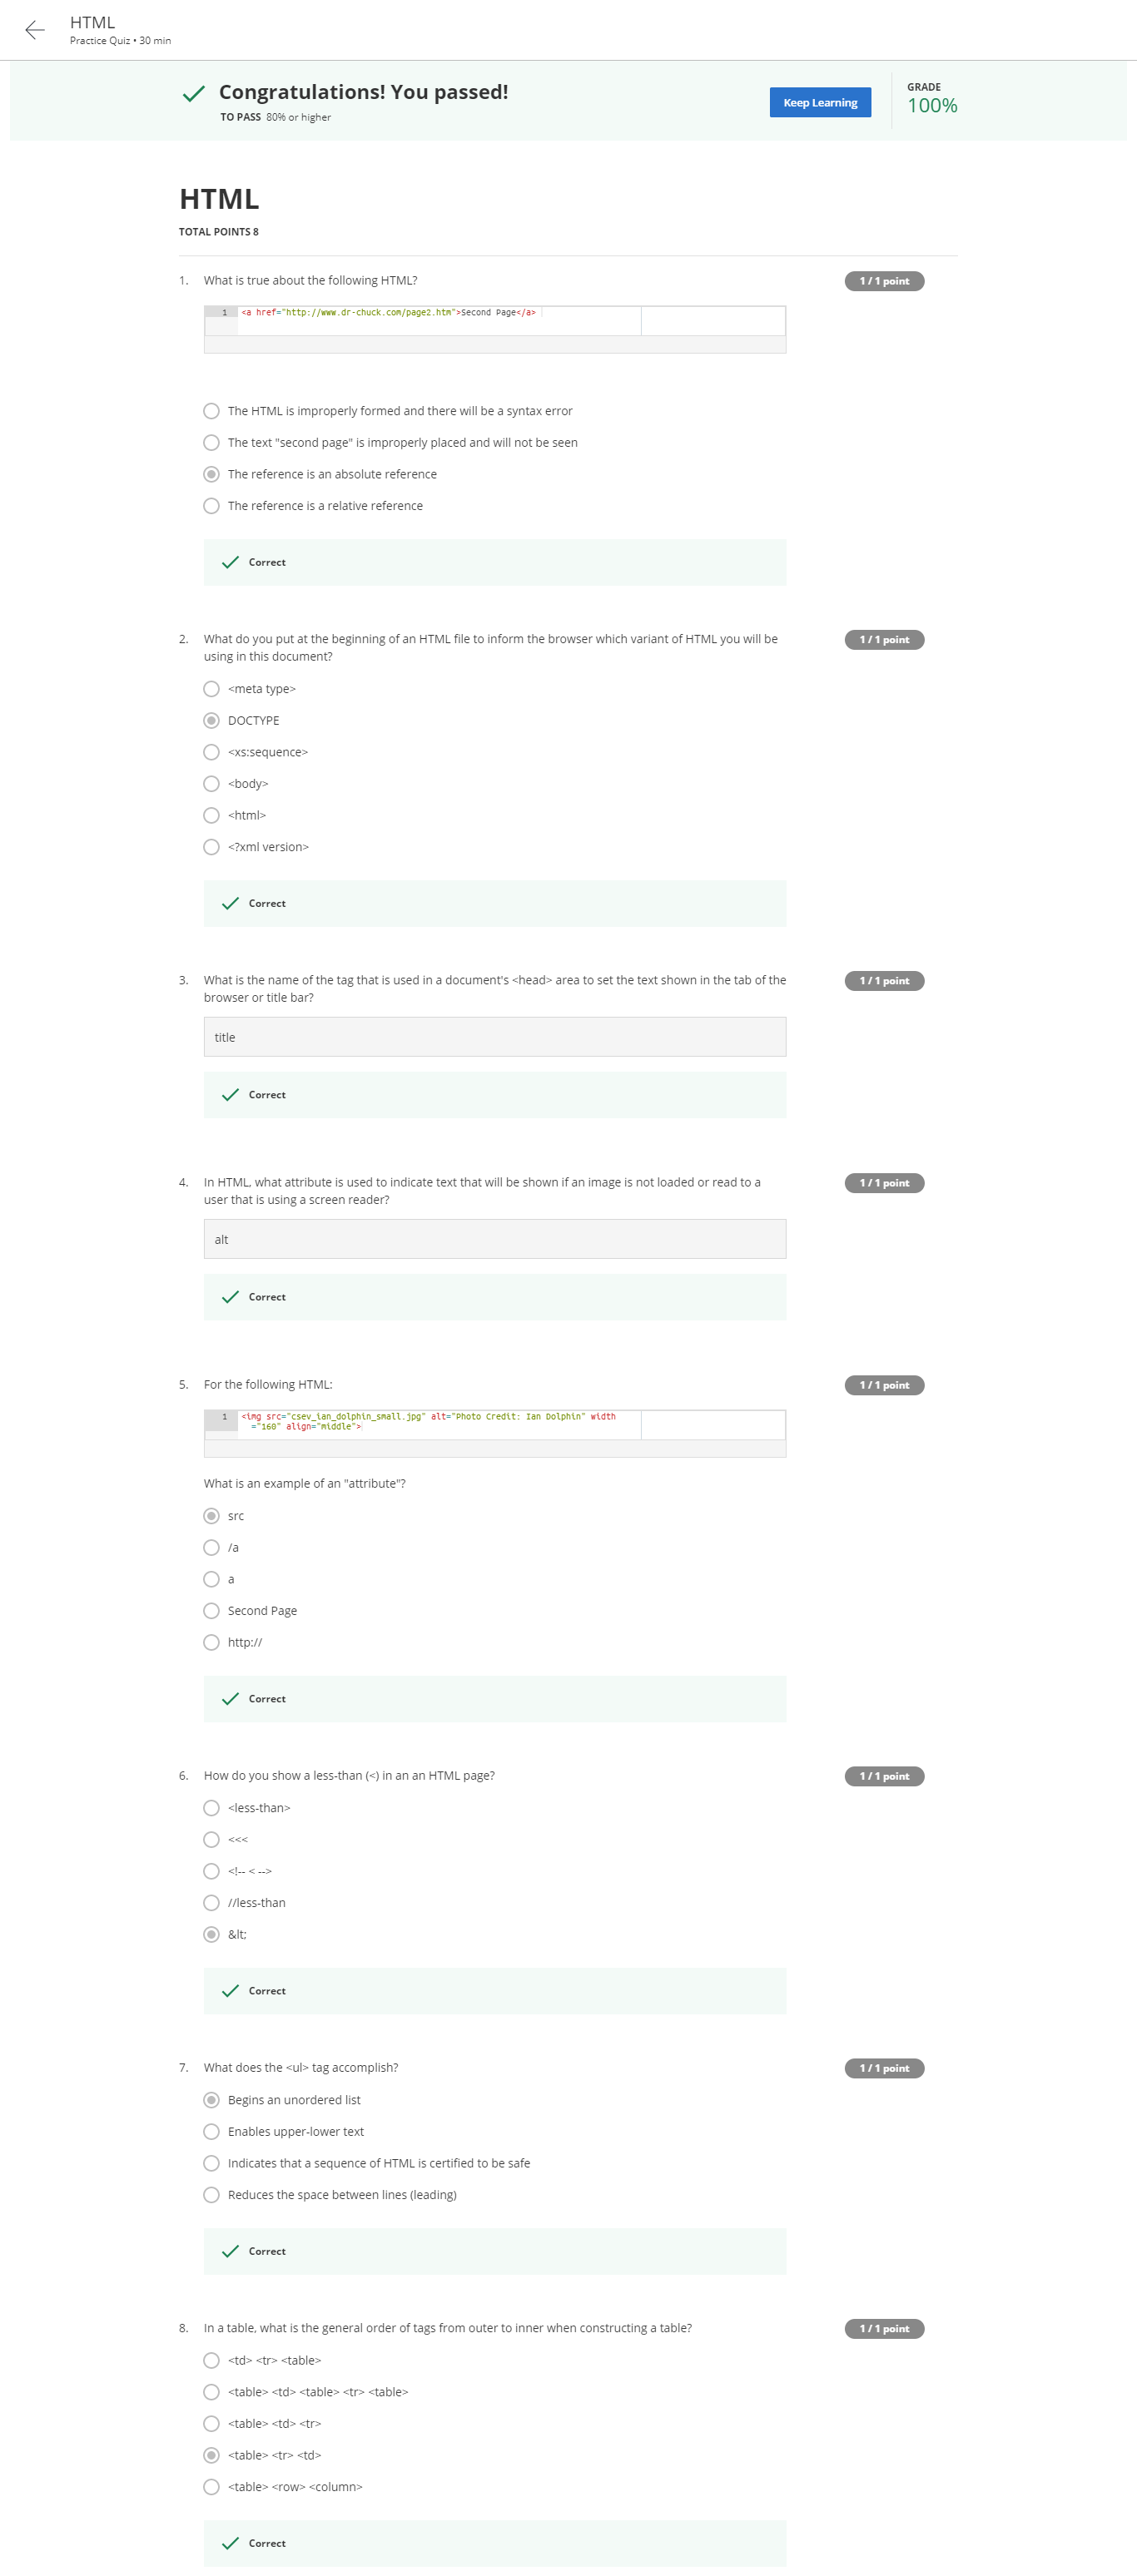 HTML
Practice Quiz • 30 min
Congratulations! You passed!
TO PASS 80% or higher
Keep Learning
GRADE
100%
HTML
TOTAL POINTS 8
1. What is true about the following HTML?
1 / 1 point
1 <a href="http://www.dr-chuck.com/page2.htm">Second Page</a>
The HTML is improperly formed and there will be a syntax error
The text "second page" is improperly placed and will not be seen
The reference is an absolute reference
The reference is a relative reference
Correct
2. What do you put at the beginning of an HTML file to inform the browser which variant of HTML you will be
using in this document?
1 / 1 point
<meta type>
DOCTYPE
<xs:sequence>
<body>
<html>
<?xml version>
Correct
3. What is the name of the tag that is used in a document's <head> area to set the text shown in the tab of the
browser or title bar?
1 / 1 point
title
Correct
4. In HTML, what attribute is used to indicate text that will be shown if an image is not loaded or read to a
user that is using a screen reader?
1 / 1 point
alt
Correct
5. For the following HTML:
1 / 1 point
1 <img src="csev_ian_dolphin_small.jpg" alt="Photo Credit: Ian Dolphin" width
="160" align="middle">
What is an example of an "attribute"?
src
/a
a
Second Page
http://
Correct
6. How do you show a less-than (<) in an an HTML page?
1 / 1 point
<less-than>
<<<
<!-- < -->
//less-than
&lt;
Correct
7. What does the <ul> tag accomplish?
1 / 1 point
Begins an unordered list
Enables upper-lower text
Indicates that a sequence of HTML is certified to be safe
Reduces the space between lines (leading)
Correct
8. In a table, what is the general order of tags from outer to inner when constructing a table?
1 / 1 point
<td> <tr> <table>
<table> <td> <table> <tr> <table>
<table> <td> <tr>
<table> <tr> <td>
<table> <row> <column>
Correct